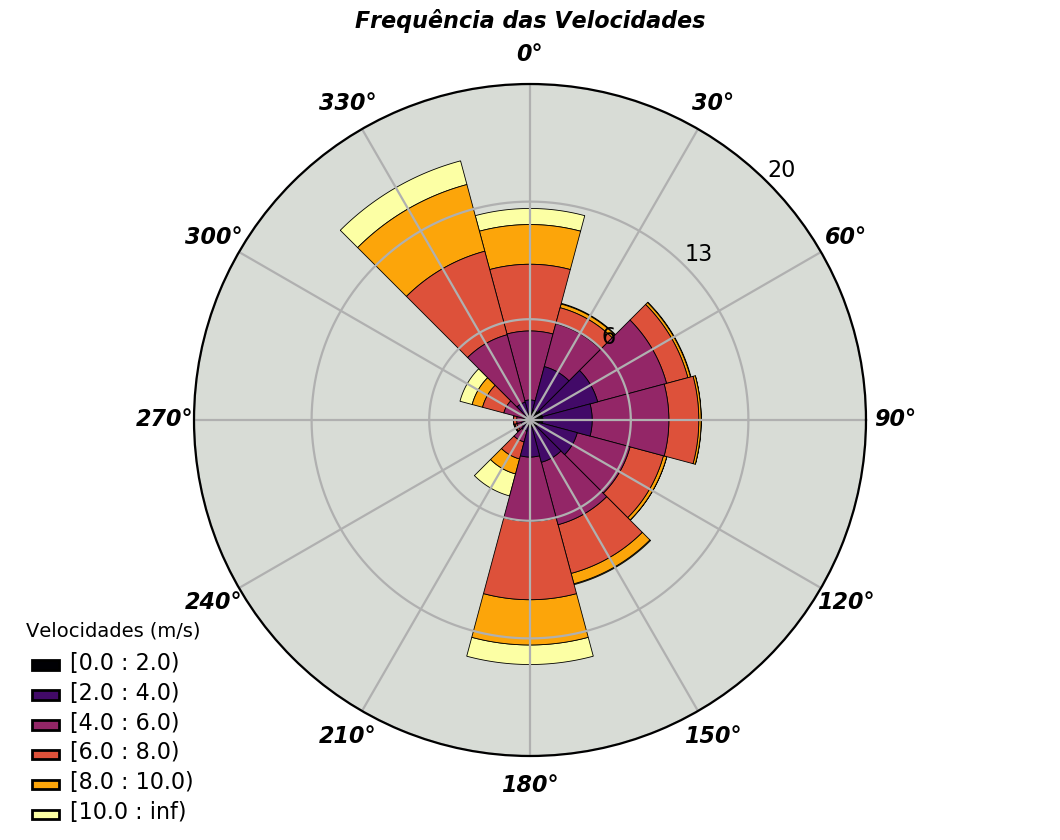 Frequência das Velocidades
0°
330°
30°
20
300°
60°
13
6
270°
90°
240°
120°
210°
150°
180°
Velocidades (m/s)
[0.0 : 2.0)
[2.0 : 4.0)
[4.0 : 6.0)
[6.0 : 8.0)
[8.0 : 10.0)
[10.0 : inf)